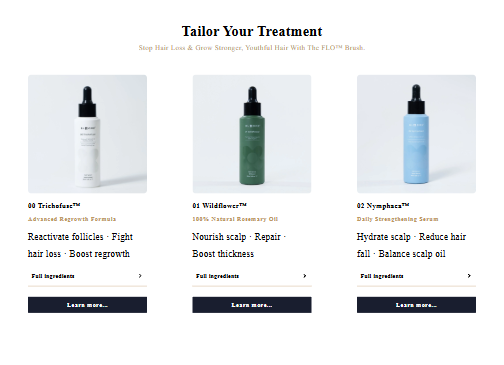 Tailor Your Treatment
Stop Hair Loss & Grow Stronger, Youthful Hair With The FLO™ Brush.
00 Trichofuse™
Advanced Regrowth Formula
Reactivate follicles · Fight
hair loss · Boost regrowth
Full ingredients
Learn more...
01 Wildflower™
100% Natural Rosemary Oil
Nourish scalp · Repair ·
Boost thickness
Full ingredients
Learn more...
02 Nymphaea™
Daily Strengthening Serum
Hydrate scalp · Reduce hair
fall · Balance scalp oil
Full ingredients
Learn more...